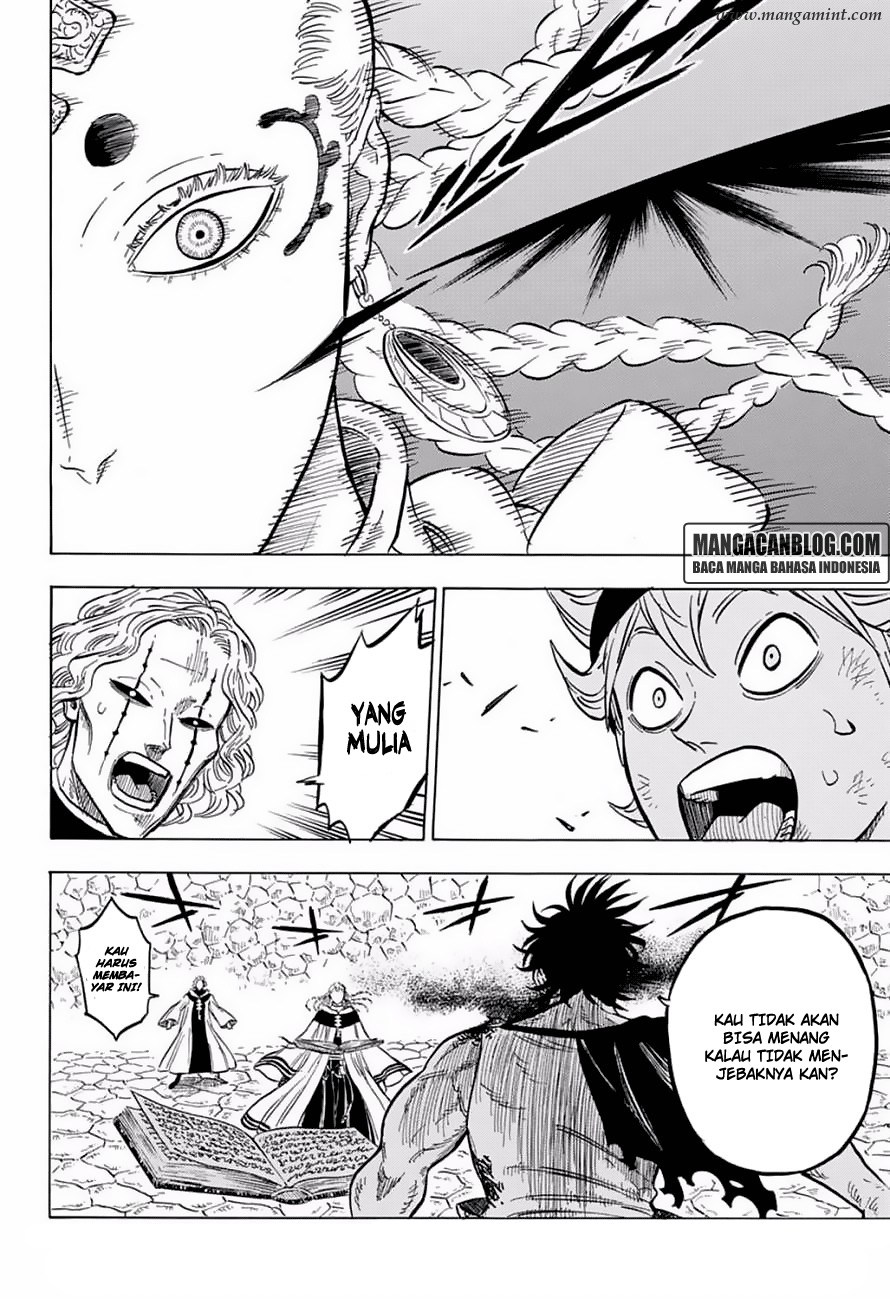 www.mangamint.com
MANGACANBLOG.COM
BACA MANGA BAHASA INDONESIA
YANG
MULIA
KAU TIDAK AKAN
BISA MENANG
KALAU TIDAK MEN-
JEBAKNYA KAN?
KAU
HARUS
MEMBA-
YAR INI!